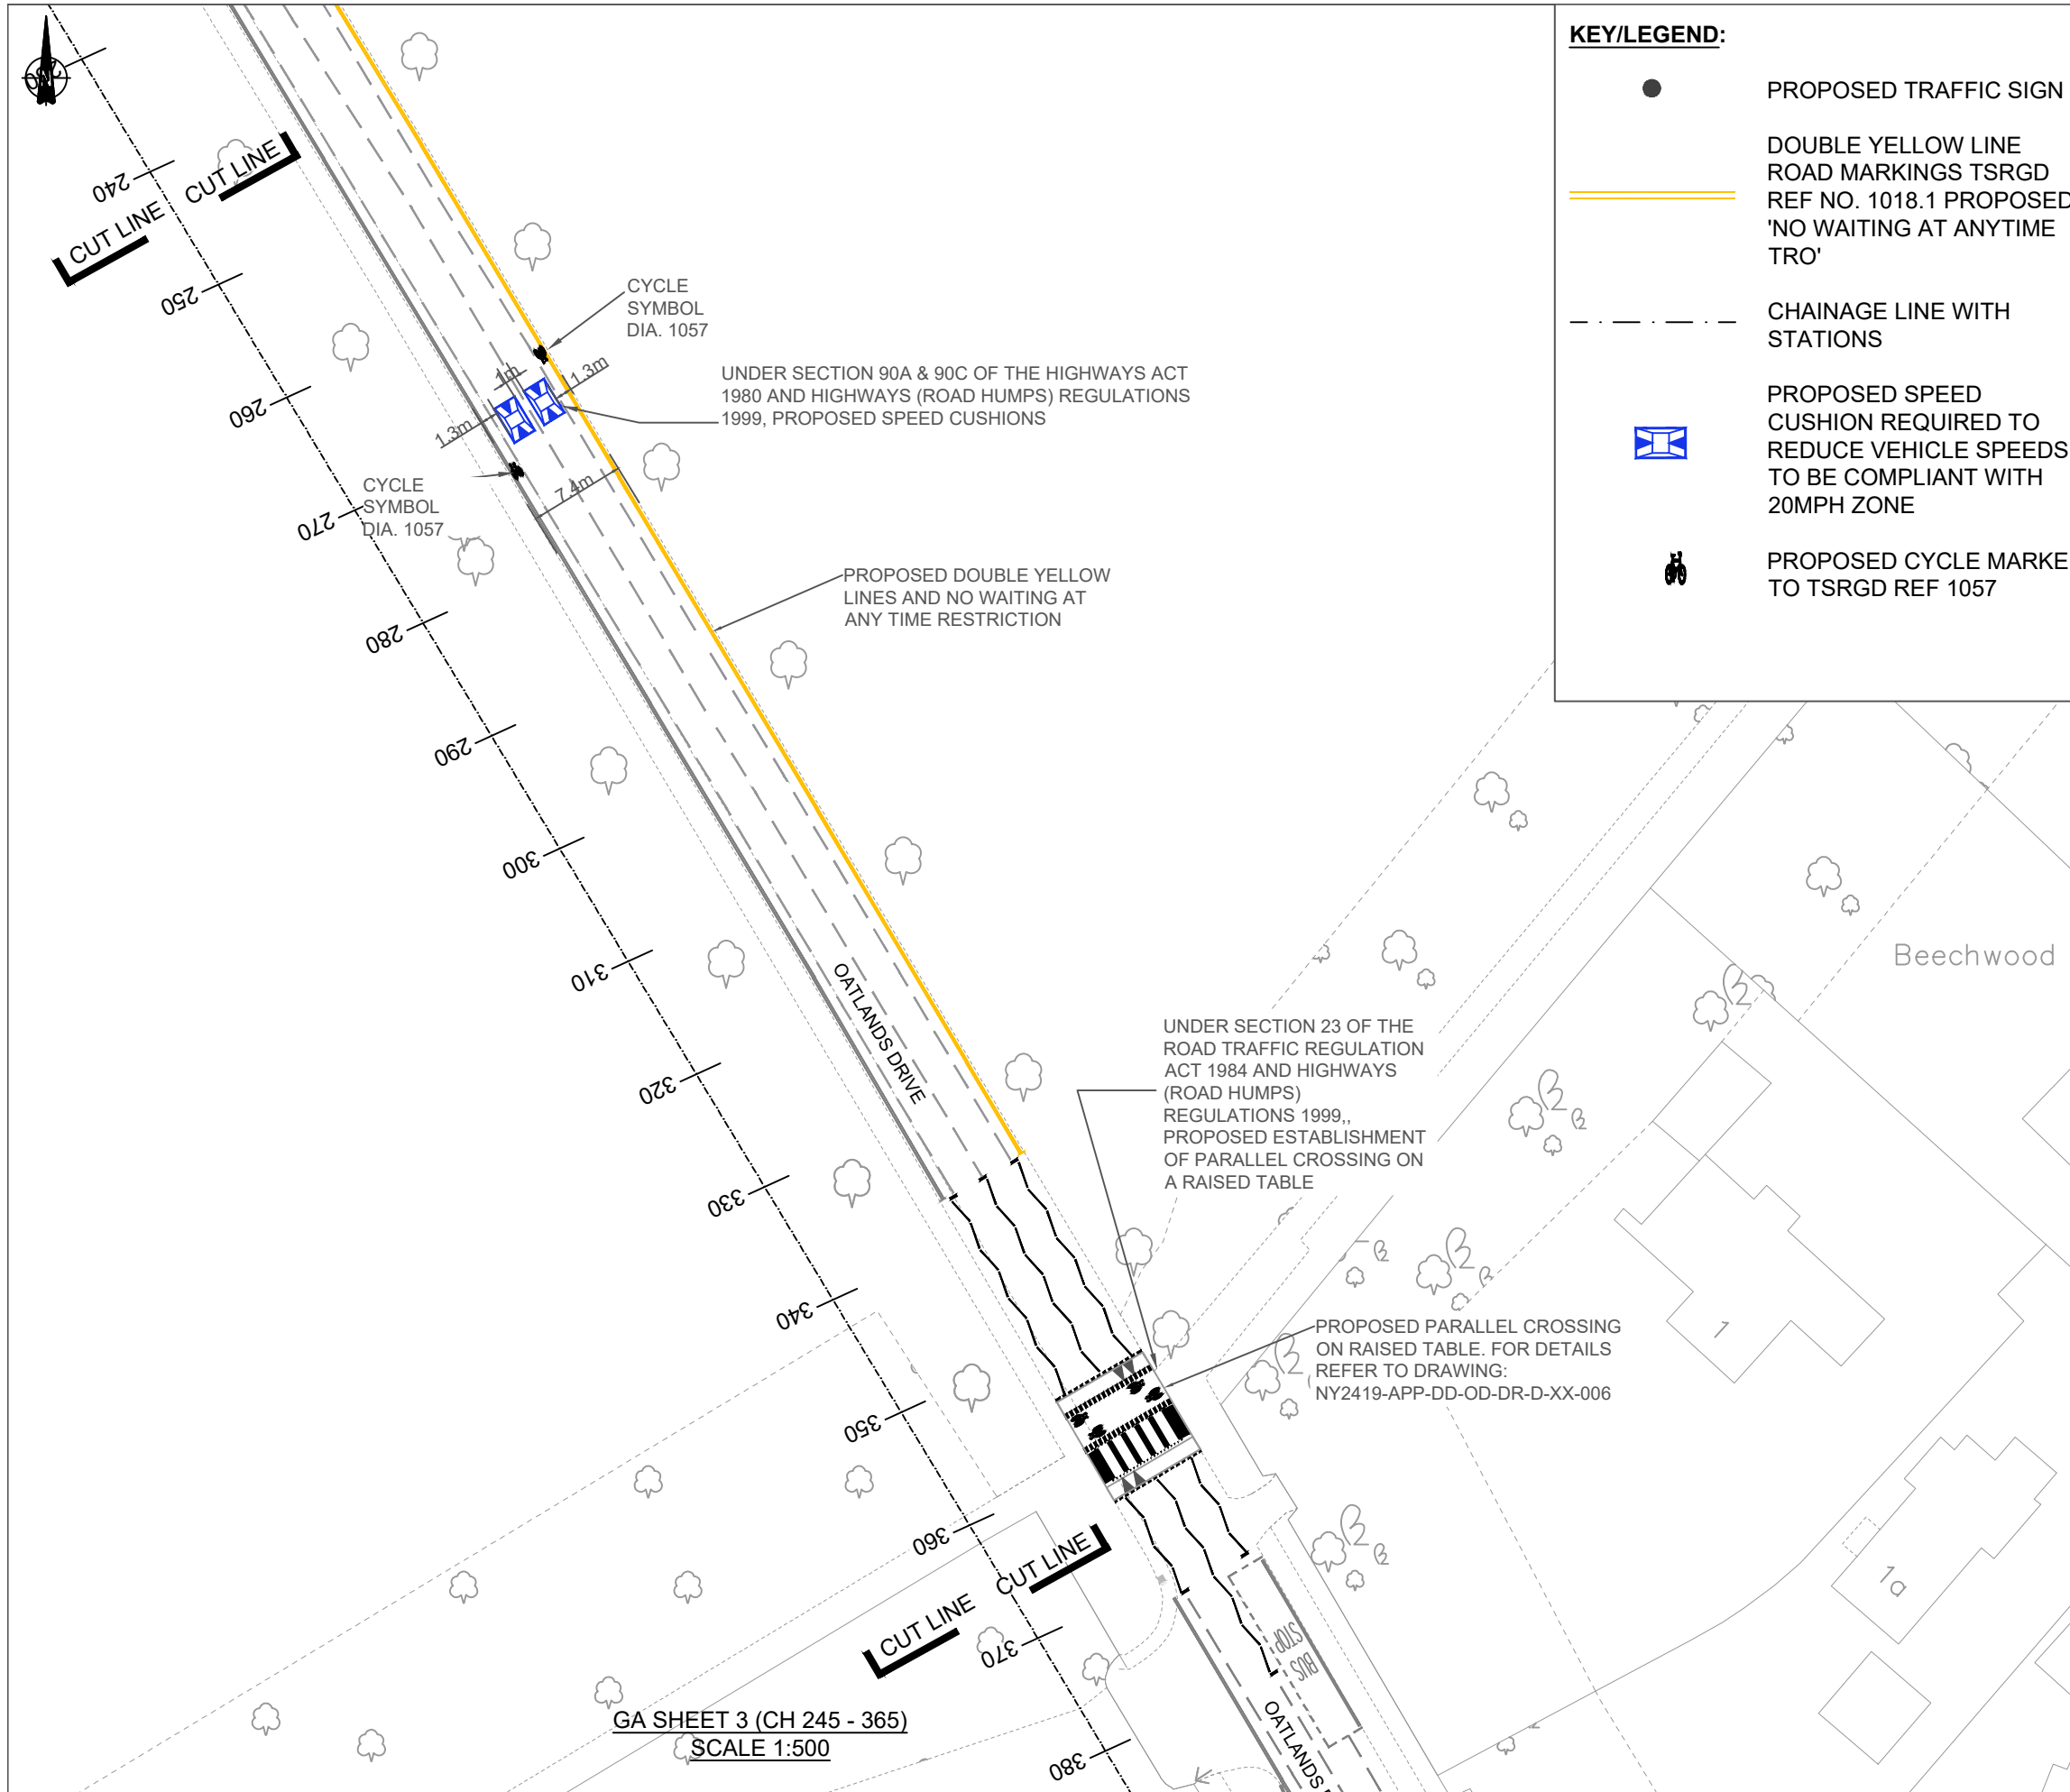 KEY/LEGEND:
PROPOSED TRAFFIC SIGN
DOUBLE YELLOW LINE
ROAD MARKINGS TSRGD
REF NO. 1018.1 PROPOSED
'NO WAITING AT ANYTIME
TRO'
CHAINAGE LINE WITH
STATIONS
PROPOSED SPEED
CUSHION REQUIRED TO
REDUCE VEHICLE SPEEDS
TO BE COMPLIANT WITH
20MPH ZONE
PROPOSED CYCLE MARKE
TO TSRGD REF 1057
240
CUT LINE
CUT LINE
250
CYCLE
SYMBOL
DIA. 1057
1m
1.3m
UNDER SECTION 90A & 90C OF THE HIGHWAYS ACT
1980 AND HIGHWAYS (ROAD HUMPS) REGULATIONS
1999, PROPOSED SPEED CUSHIONS
260
1.3m
CYCLE
SYMBOL
DIA. 1057
7.4m
270
PROPOSED DOUBLE YELLOW
LINES AND NO WAITING AT
ANY TIME RESTRICTION
280
290
300
310
OATLANDS DRIVE
Beechwood
320
UNDER SECTION 23 OF THE
ROAD TRAFFIC REGULATION
ACT 1984 AND HIGHWAYS
(ROAD HUMPS)
REGULATIONS 1999,,
PROPOSED ESTABLISHMENT
OF PARALLEL CROSSING ON
A RAISED TABLE
330
340
PROPOSED PARALLEL CROSSING
ON RAISED TABLE. FOR DETAILS
REFER TO DRAWING:
NY2419-APP-DD-OD-DR-D-XX-006
1
350
360
CUT LINE
CUT LINE
1a
370
BUS
STOP
OATLANDS
380
GA SHEET 3 (CH 245 - 365)
SCALE 1:500